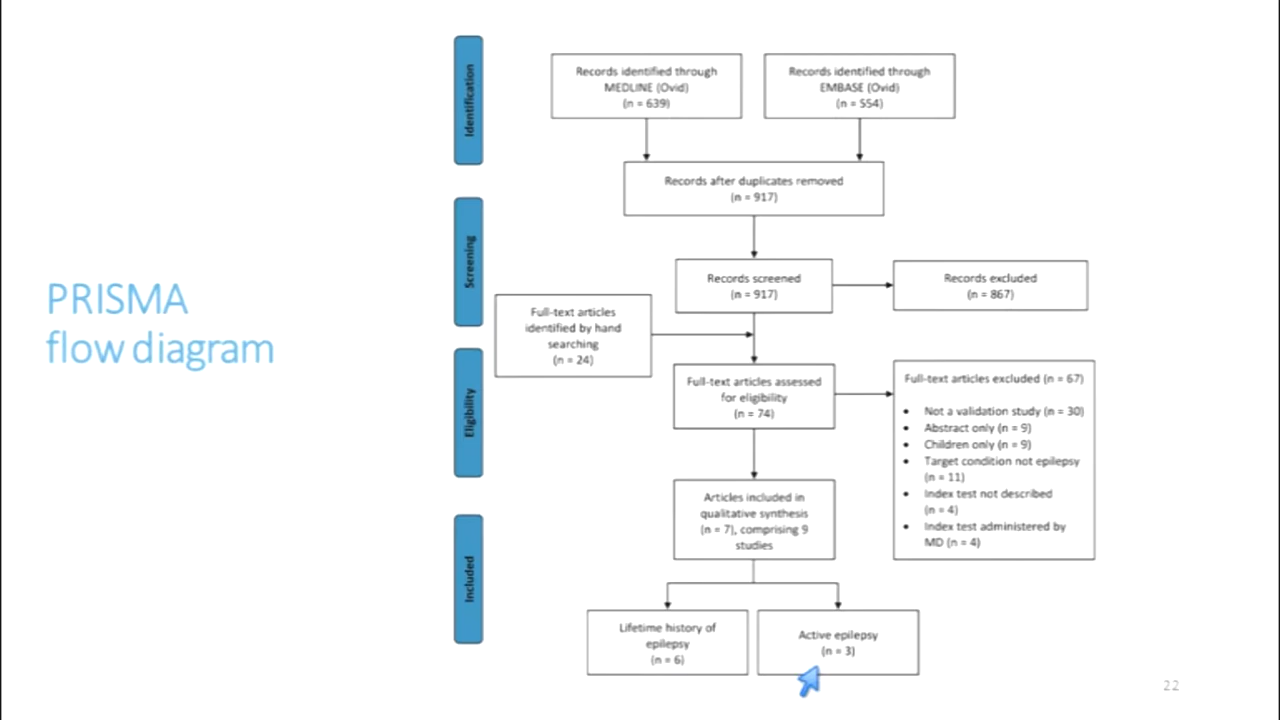 PRISMA
flow diagram
Identification
Records identified through
MEDLINE (Ovid)
(n = 639)
Records identified through
EMBASE (Ovid)
(n = 554)
Records after duplicates removed
(n = 917)
Screening
Records screened
(n = 917)
Records excluded
(n = 867)
Full-text articles
identified by hand
searching
(n = 24)
Eligibility
Full-text articles assessed
for eligibility
(n = 74)
Full-text articles excluded (n = 67)
• Not a validation study (n = 30)
• Abstract only (n = 9)
• Children only (n = 9)
• Target condition not epilepsy
(n = 11)
• Index test not described
(n = 4)
• Index test administered by
MD (n = 4)
Articles included in
qualitative synthesis
(n = 7), comprising 9
studies
Included
Lifetime history of
epilepsy
(n = 6)
Active epilepsy
(n = 3)
22